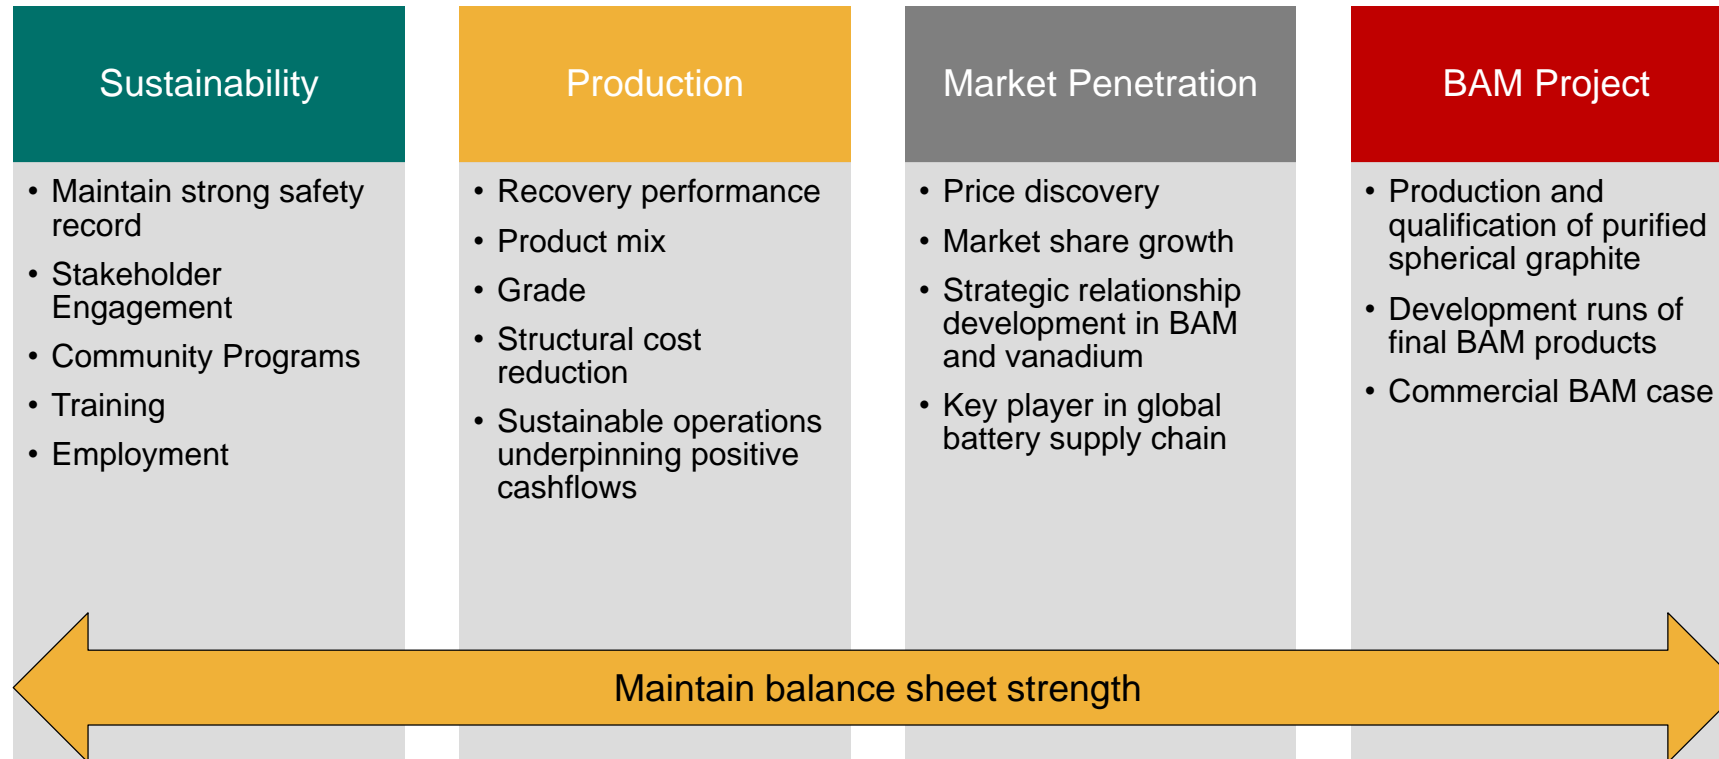 Sustainability
• Maintain strong safety
record
• Stakeholder
Engagement
• Community Programs
• Training
• Employment
Production
• Recovery performance
• Product mix
• Grade
• Structural cost
reduction
• Sustainable operations
underpinning positive
cashflows
Market Penetration
• Price discovery
• Market share growth
• Strategic relationship
development in BAM
and vanadium
• Key player in global
battery supply chain
BAM Project
• Production and
qualification of purified
spherical graphite
• Development runs of
final BAM products
• Commercial BAM case
Maintain balance sheet strength